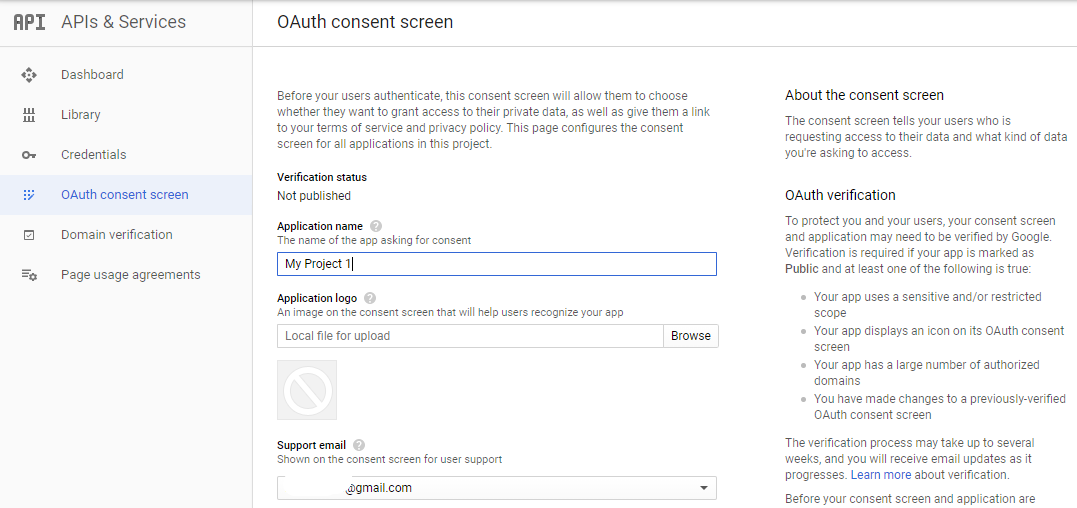 API APIs & Services
OAuth consent screen
Dashboard
Library
Credentials
OAuth consent screen
Domain verification
Page usage agreements
Before your users authenticate, this consent screen will allow them to choose
whether they want to grant access to their private data, as well as give them a link
to your terms of service and privacy policy. This page configures the consent
screen for all applications in this project.
Verification status
Not published
Application name ?
The name of the app asking for consent
My Project 1
Application logo ?
An image on the consent screen that will help users recognize your app
Local file for upload
Browse
Support email ?
Shown on the consent screen for user support
@gmail.com
About the consent screen
The consent screen tells your users who is
requesting access to their data and what kind of data
you're asking to access.
OAuth verification
To protect you and your users, your consent screen
and application may need to be verified by Google.
Verification is required if your app is marked as
Public and at least one of the following is true:
Your app uses a sensitive and/or restricted
scope
Your app displays an icon on its OAuth consent
screen
Your app has a large number of authorized
domains
You have made changes to a previously-verified
OAuth consent screen
The verification process may take up to several
weeks, and you will receive email updates as it
progresses. Learn more about verification.
Before your consent screen and application are